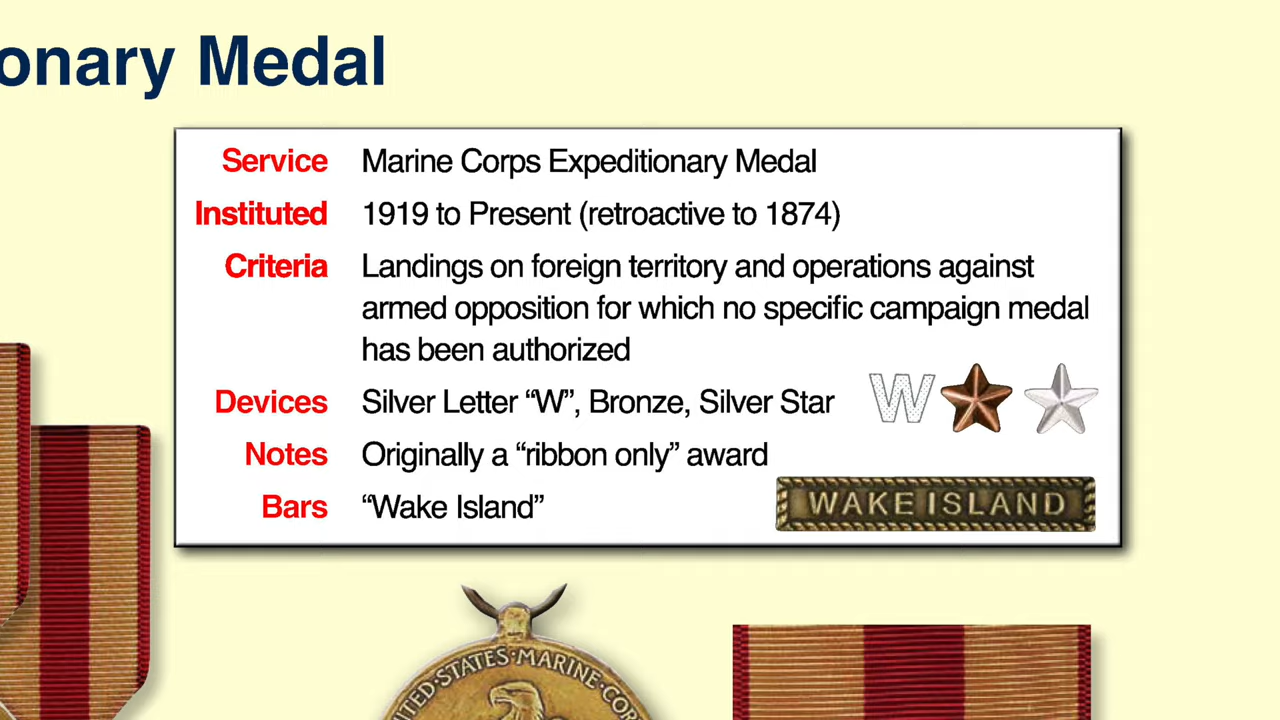 onary Medal
Service Marine Corps Expeditionary Medal
Instituted 1919 to Present (retroactive to 1874)
Criteria Landings on foreign territory and operations against
armed opposition for which no specific campaign medal
has been authorized
Devices Silver Letter “W”, Bronze, Silver Star
W
Notes Originally a “ribbon only” award
Bars “Wake Island”
WAKE ISLAND
NITED·STATES·MARINE·COR